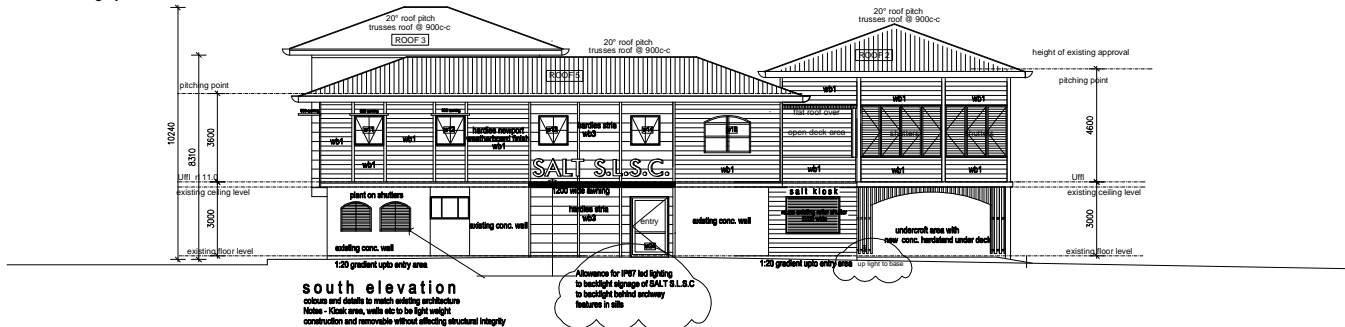 20° roof pitch
trusses roof @ 900c-c
ROOF 3
20° roof pitch
trusses roof @ 900c-c
ROOF 5
20° roof pitch
trusses roof @ 900c-c
ROOF 2
height of existing approval
pitching point
pitching point
10240
8310
3600
3000
4600
3000
wb1
wb1
wb1
flat roof over
open deck area
shutters
shutters
wb1
wb1
wb1
hardies newport
weatherboard finish
wb1
hardies stria
wb3
wb1
wb1
wb1
wb1
SALT S.L.S.C.
Uffl rl 11.0
existing ceiling level
Uffl
existing ceiling level
plant on shutters
1200 wide awning
hardies stria
wb3
entry
salt kiosk
existing conc. wall
existing conc. wall
existing conc. wall
undercroft area with
new conc. hardstand under deck
existing floor level
existing floor level
1:20 gradient upto entry area
1:20 gradient upto entry area
up light to base
south elevation
colours and details to match existing architecture
Notes - Kiosk area, walls etc to be light weight
construction and removable without affecting structural integrity
Allowance for IP67 led lighting
to backlight signage of SALT S.L.S.C
to backlight behind archway
features in sills